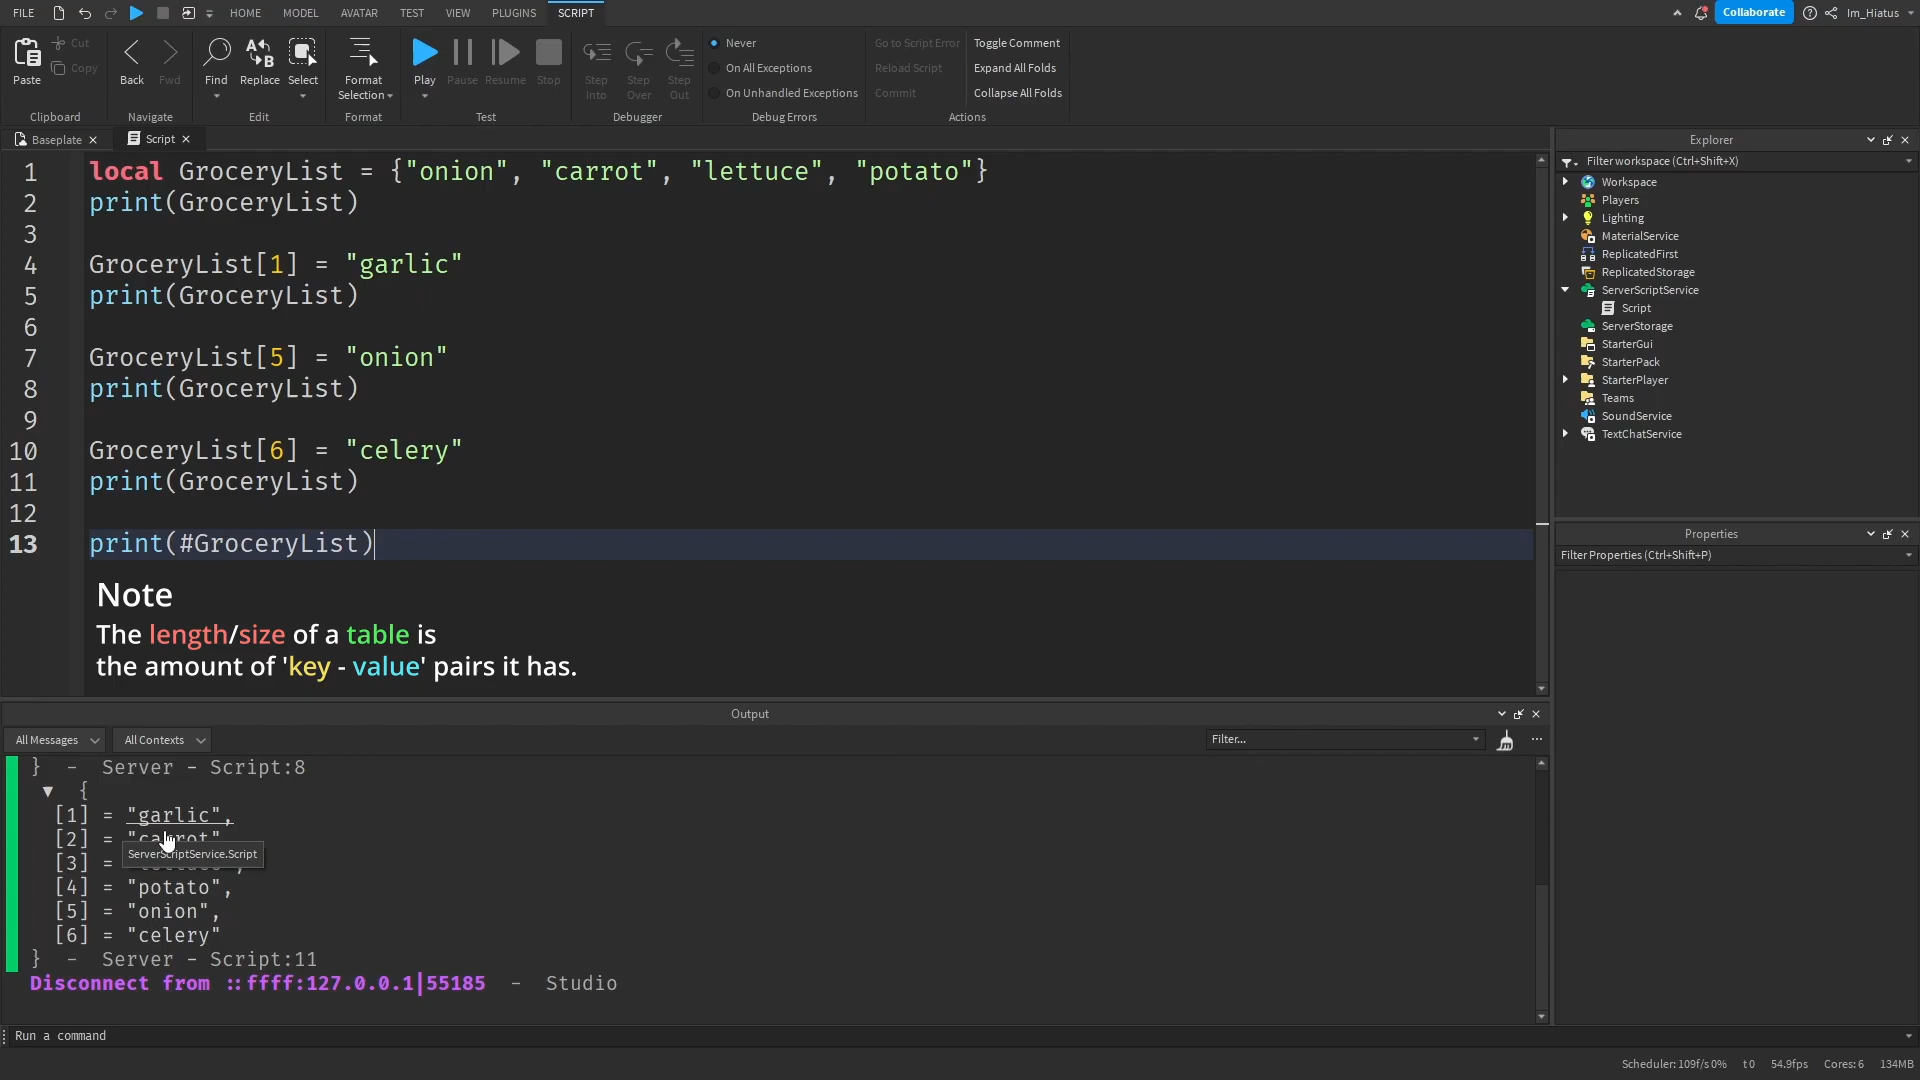 FILE HOME MODEL AVATAR TEST VIEW PLUGINS SCRIPT Collaborate Im_Hiatus
Paste Cut Copy
Clipboard
Back Fwd
Navigate
Find Replace Select
Edit
Format Selection
Format
Play Pause Resume Stop
Test
Step Into Step Over Step Out
Debugger
Never
On All Exceptions
On Unhandled Exceptions
Debug Errors
Go to Script Error
Reload Script
Commit
Toggle Comment
Expand All Folds
Collapse All Folds
Actions
Baseplate Script
1 local GroceryList = {"onion", "carrot", "lettuce", "potato"}
2 print(GroceryList)
3
4 GroceryList[1] = "garlic"
5 print(GroceryList)
6
7 GroceryList[5] = "onion"
8 print(GroceryList)
9
10 GroceryList[6] = "celery"
11 print(GroceryList)
12
13 print(#GroceryList)
Note
The length/size of a table is
the amount of 'key - value' pairs it has.
Output
All Messages All Contexts Filter...
} - Server - Script:8
▼ {
[1] = "garlic",
[2] = "carrot"
ServerScriptService.Script
[3] =
[4] = "potato",
[5] = "onion",
[6] = "celery"
} - Server - Script:11
Disconnect from ::ffff:127.0.0.1|55185 - Studio
Run a command
Explorer
Filter workspace (Ctrl+Shift+X)
Workspace
Players
Lighting
MaterialService
ReplicatedFirst
ReplicatedStorage
ServerScriptService
Script
ServerStorage
StarterGui
StarterPack
StarterPlayer
Teams
SoundService
TextChatService
Properties
Filter Properties (Ctrl+Shift+P)
Scheduler: 109f/s 0% t 0 54.9fps Cores: 6 134MB